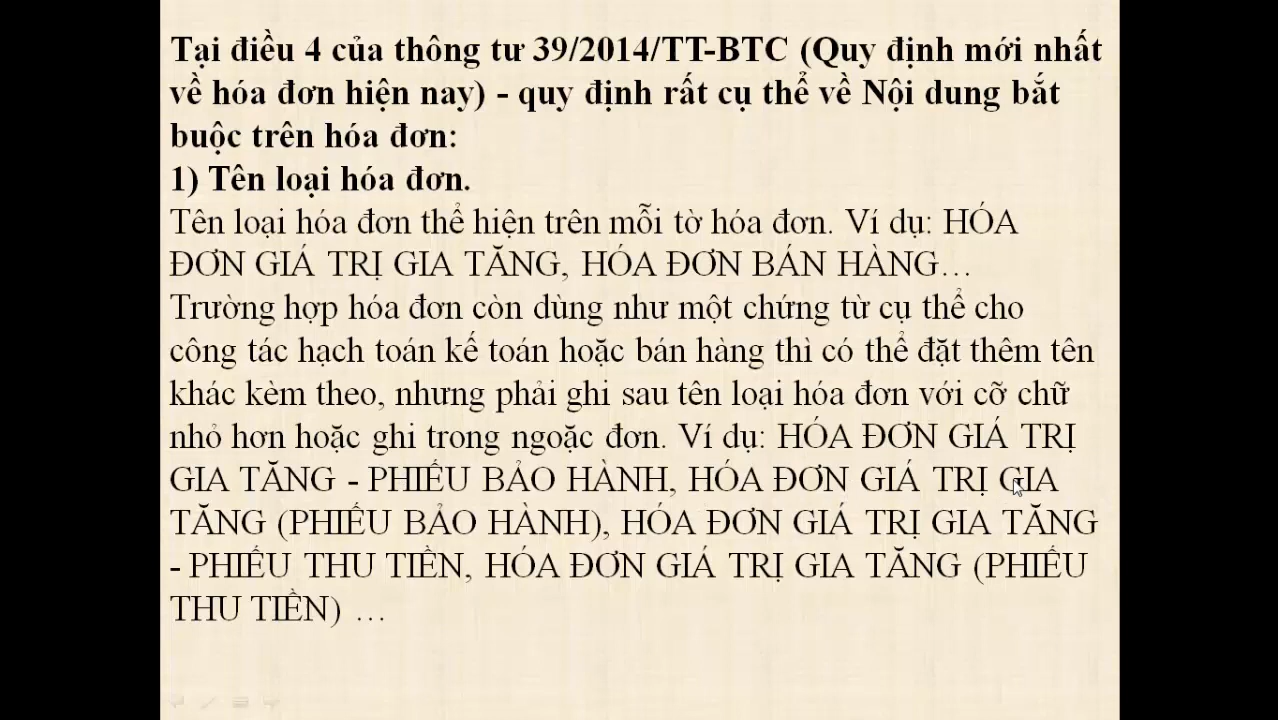 Tại điều 4 của thông tư 39/2014/TT-BTC (Quy định mới nhất
về hóa đơn hiện nay) - quy định rất cụ thể về Nội dung bắt
buộc trên hóa đơn:
1) Tên loại hóa đơn.
Tên loại hóa đơn thể hiện trên mỗi tờ hóa đơn. Ví dụ: HÓA
ĐƠN GIÁ TRỊ GIA TĂNG, HÓA ĐƠN BÁN HÀNG…
Trường hợp hóa đơn còn dùng như một chứng từ cụ thể cho
công tác hạch toán kế toán hoặc bán hàng thì có thể đặt thêm tên
khác kèm theo, nhưng phải ghi sau tên loại hóa đơn với cỡ chữ
nhỏ hơn hoặc ghi trong ngoặc đơn. Ví dụ: HÓA ĐƠN GIÁ TRỊ
GIA TĂNG - PHIẾU BẢO HÀNH, HÓA ĐƠN GIÁ TRỊ GIA
TĂNG (PHIẾU BẢO HÀNH), HÓA ĐƠN GIÁ TRỊ GIA TĂNG
- PHIẾU THU TIỀN, HÓA ĐƠN GIÁ TRỊ GIA TĂNG (PHIẾU
THU TIỀN) …